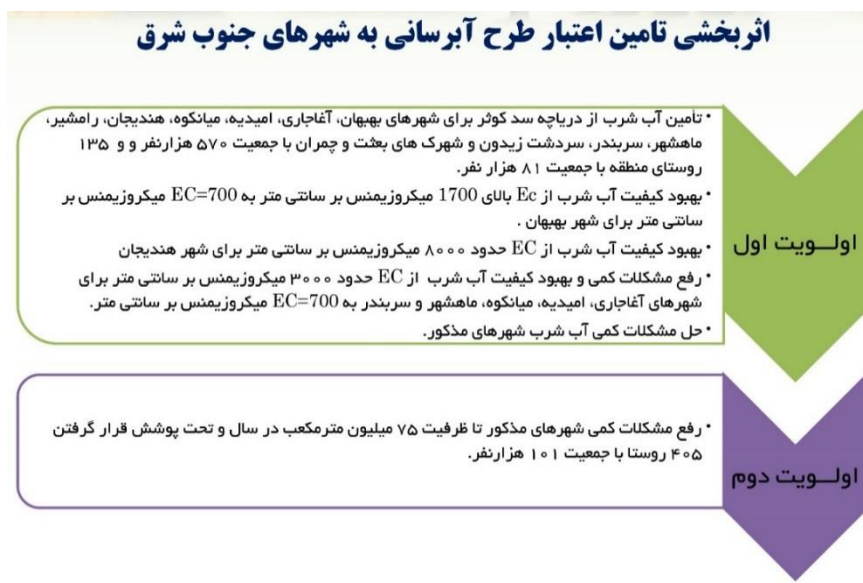 اثربخشی تامین اعتبار طرح آبرسانی به شهرهای جنوب شرق
• تأمین آب شرب از دریاچه سد کوثر برای شهرهای بهبهان، آغاجاری، امیدیه، میانکوه، هندیجان، رامشیر،
ماهشهر، سربندر، سردشت زیدون و شهرک های بعثت و چمران با جمعیت ۵۷۰ هزارنفر و و ۱۳۵
روستای منطقه با جمعیت ۸۱ هزار نفر.
• بهبود کیفیت آب شرب از Ec بالای 1700 میکروزیمنس بر سانتی متر به EC=700 میکروزیمنس بر
سانتی متر برای شهر بهبهان .
• بهبود کیفیت آب شرب از EC حدود ۸۰۰۰ میکروزیمنس بر سانتی متر برای شهر هندیجان
• رفع مشکلات کمی و بهبود کیفیت آب شرب از EC حدود ۳۰۰۰ میکروزیمنس بر سانتی متر برای
شهرهای آغاجاری، امیدیه، میانکوه، ماهشهر و سربندر به EC=700 میکروزیمنس بر سانتی متر.
• حل مشکلات کمی آب شرب شهرهای مذکور.
اولــویت اول
• رفع مشکلات کمی شهرهای مذکور تا ظرفیت ۷۵ میلیون مترمکعب در سال و تحت پوشش قرار گرفتن
۴۰۵ روستا با جمعیت ۱۰۱ هزارنفر.
اولــویت دوم